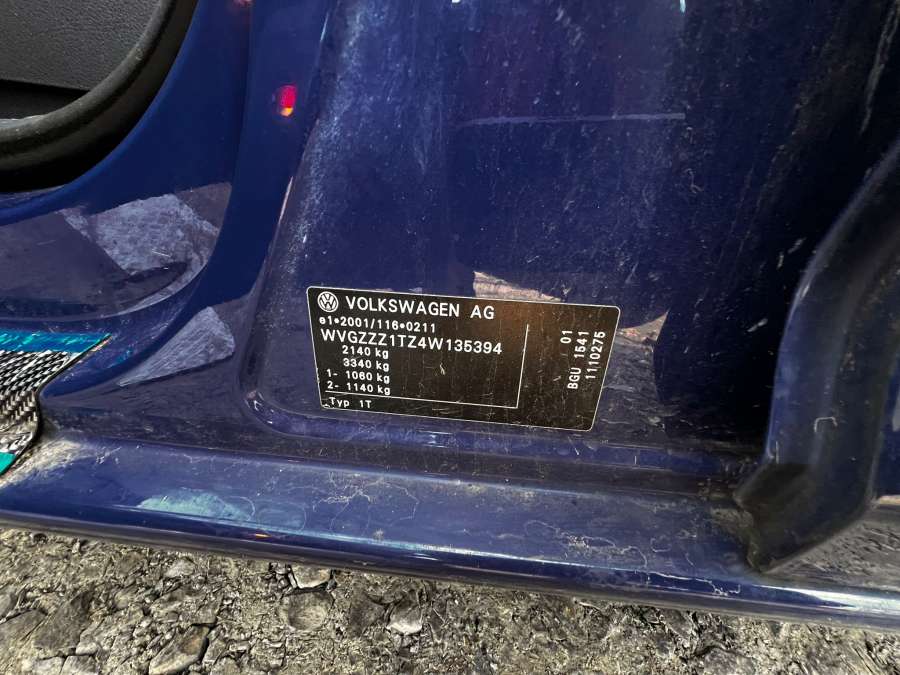 VOLKSWAGEN AG
e1•2001/116•0211
WVGZZZ1TZ4W135394
2140 kg
3340 kg
1- 1060 kg
2- 1140 kg
Typ 1T
01
BGU 1541
1110275